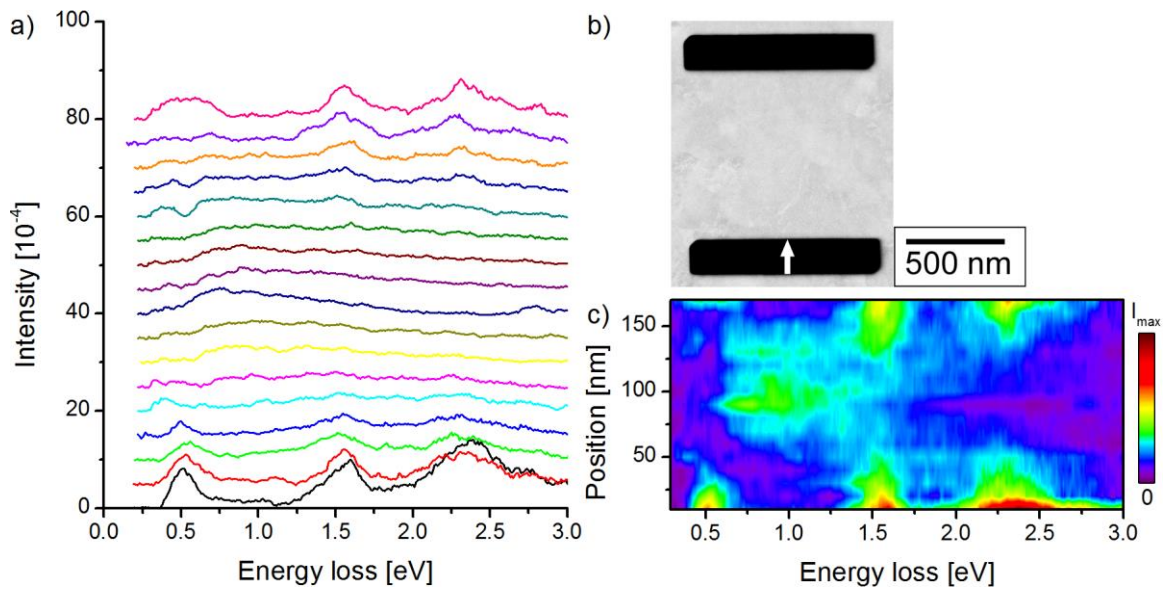 a)
100
80
60
40
20
0
Intensity [10⁻⁴]
0.0 0.5 1.0 1.5 2.0 2.5 3.0
Energy loss [eV]
b)
500 nm
c)
150
100
50
Position [nm]
0.5 1.0 1.5 2.0 2.5 3.0
Energy loss [eV]
I_max
0